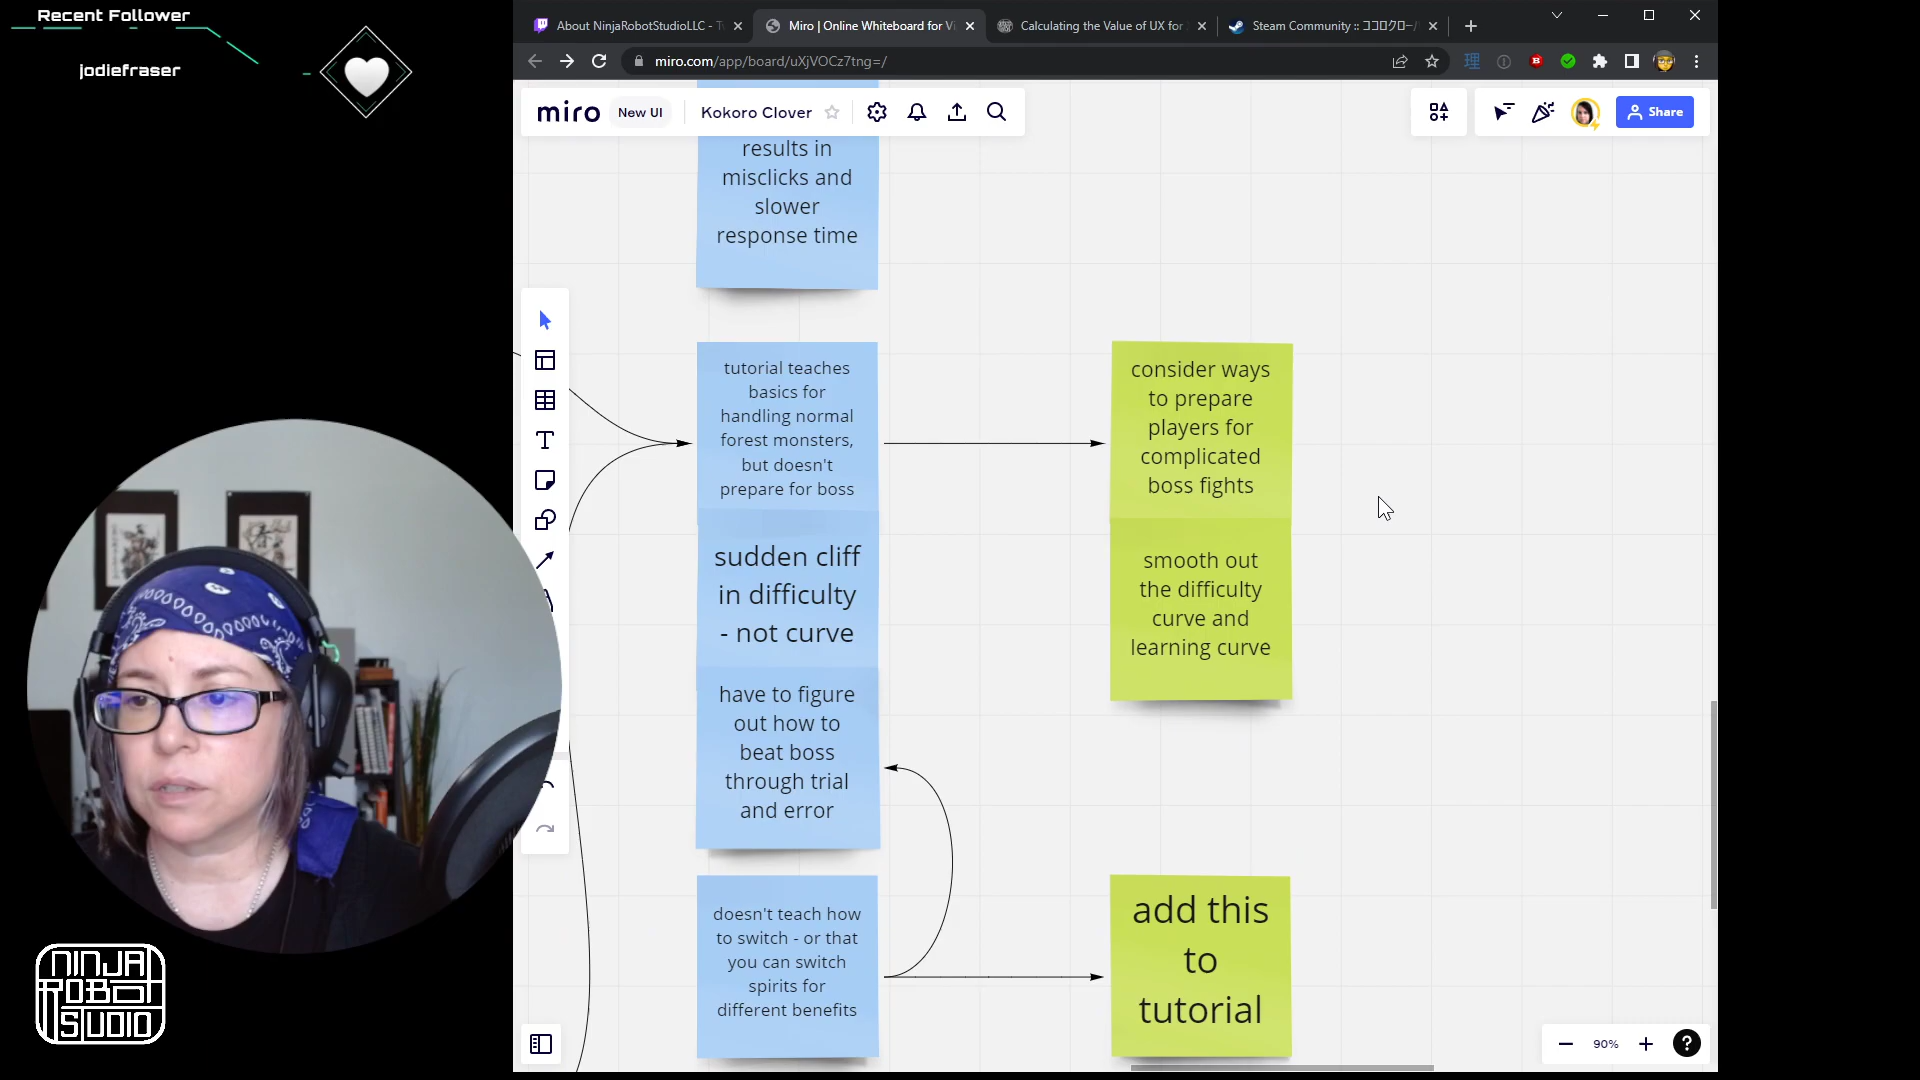 Recent Follower
jodiefraser
About NinjaRobotStudioLLC - Tw
Miro | Online Whiteboard for Vi
Calculating the Value of UX for
Steam Community :: ココロクローバ
miro.com/app/board/uXjVOCz7tng=/
miro
New UI
Kokoro Clover
Share
results in
misclicks and
slower
response time
tutorial teaches
basics for
handling normal
forest monsters,
but doesn't
prepare for boss
consider ways
to prepare
players for
complicated
boss fights
sudden cliff
in difficulty
- not curve
smooth out
the difficulty
curve and
learning curve
have to figure
out how to
beat boss
through trial
and error
doesn't teach how
to switch - or that
you can switch
spirits for
different benefits
add this
to
tutorial
NINJA
ROBOT
STUDIO
90%